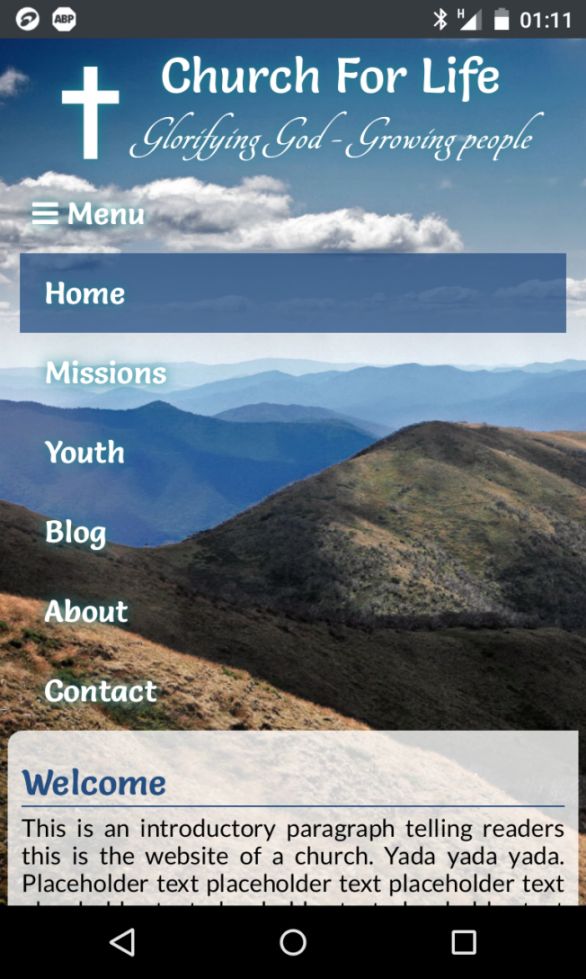 ABP
H
01:11
Church For Life
Glorifying God - Growing people
Menu
Home
Missions
Youth
Blog
About
Contact
Welcome
This is an introductory paragraph telling readers
this is the website of a church. Yada yada yada.
Placeholder text placeholder text placeholder text